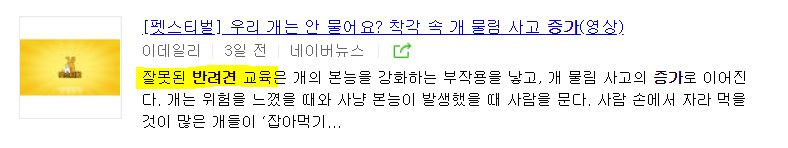 [펫스티벌] 우리 개는 안 물어요? 착각 속 개 물림 사고 증가(영상)
이데일리 | 3일 전 | 네이버뉴스
잘못된 반려견 교육은 개의 본능을 강화하는 부작용을 낳고, 개 물림 사고의 증가로 이어진
다. 개는 위험을 느꼈을 때와 사냥 본능이 발생했을 때 사람을 문다. 사람 손에서 자라 먹을
것이 많은 개들이 ‘잡아먹기...